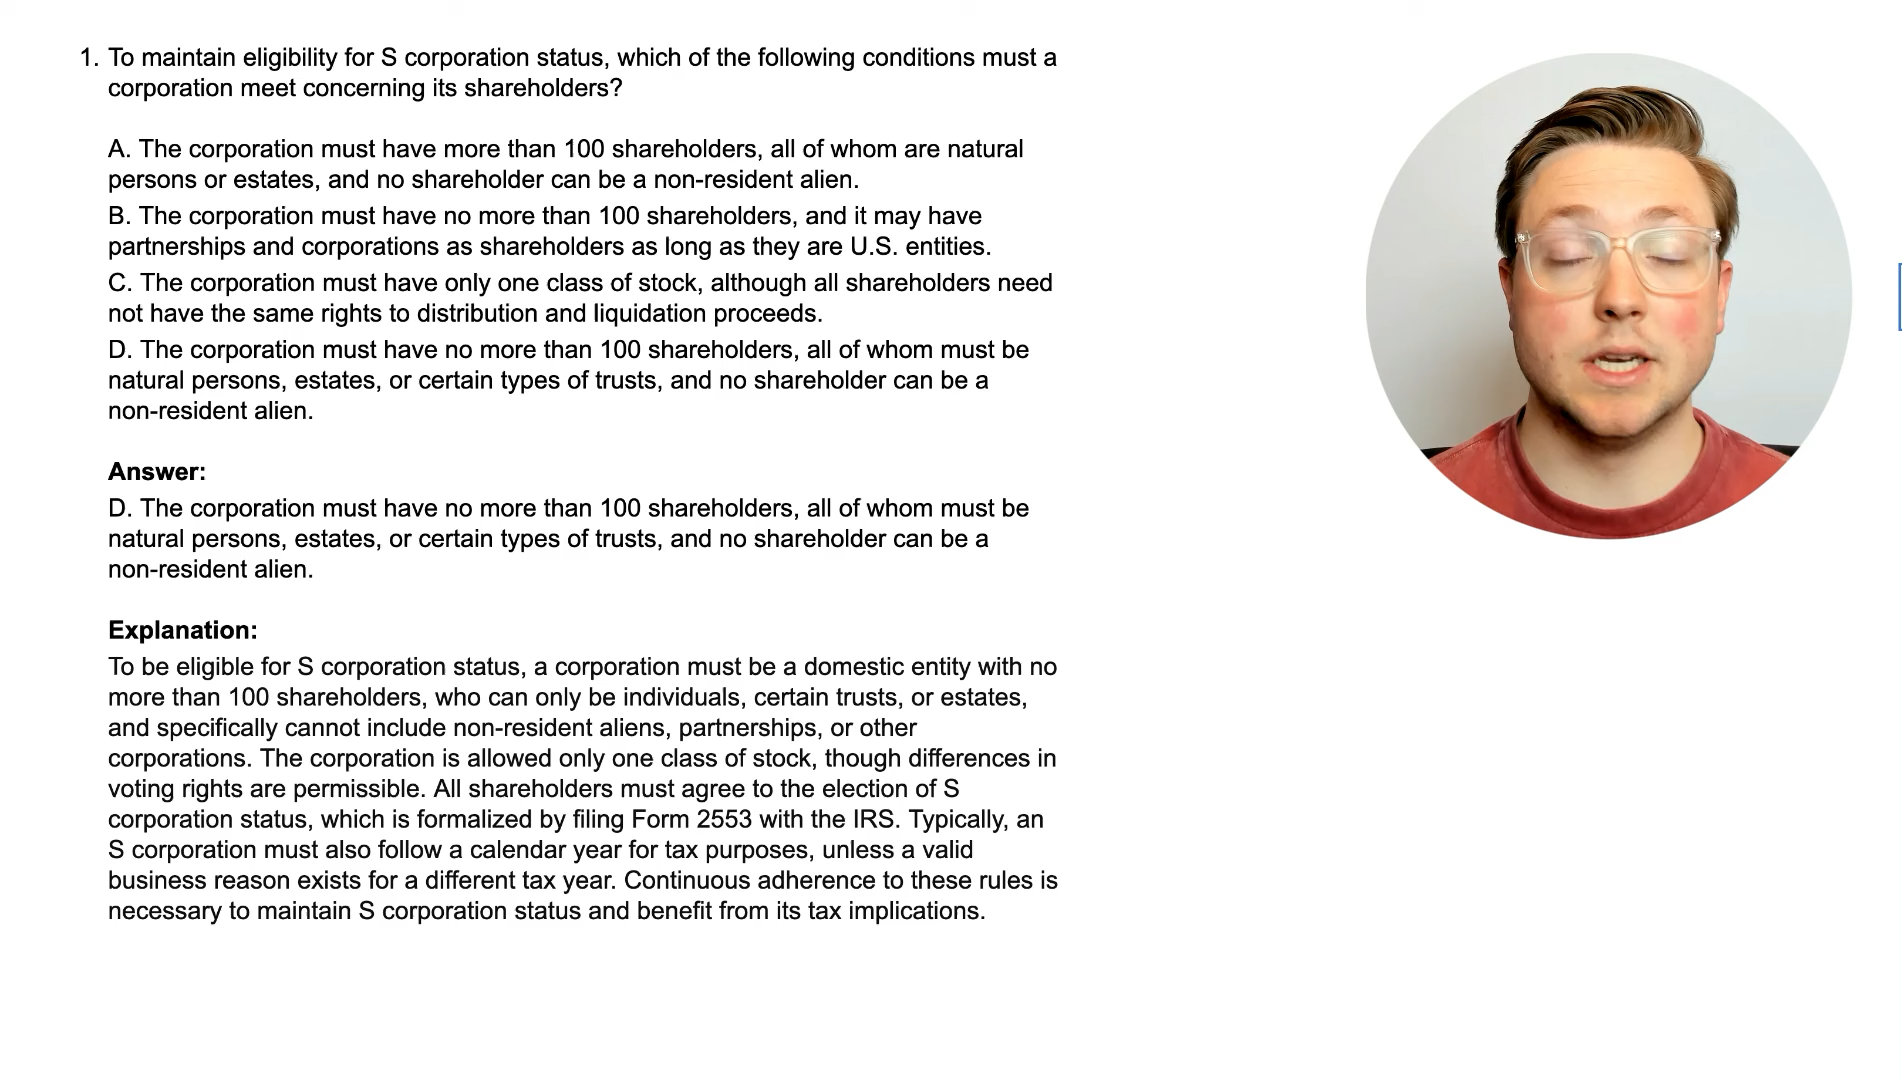 1. To maintain eligibility for S corporation status, which of the following conditions must a
corporation meet concerning its shareholders?
A. The corporation must have more than 100 shareholders, all of whom are natural
persons or estates, and no shareholder can be a non-resident alien.
B. The corporation must have no more than 100 shareholders, and it may have
partnerships and corporations as shareholders as long as they are U.S. entities.
C. The corporation must have only one class of stock, although all shareholders need
not have the same rights to distribution and liquidation proceeds.
D. The corporation must have no more than 100 shareholders, all of whom must be
natural persons, estates, or certain types of trusts, and no shareholder can be a
non-resident alien.
Answer:
D. The corporation must have no more than 100 shareholders, all of whom must be
natural persons, estates, or certain types of trusts, and no shareholder can be a
non-resident alien.
Explanation:
To be eligible for S corporation status, a corporation must be a domestic entity with no
more than 100 shareholders, who can only be individuals, certain trusts, or estates,
and specifically cannot include non-resident aliens, partnerships, or other
corporations. The corporation is allowed only one class of stock, though differences in
voting rights are permissible. All shareholders must agree to the election of S
corporation status, which is formalized by filing Form 2553 with the IRS. Typically, an
S corporation must also follow a calendar year for tax purposes, unless a valid
business reason exists for a different tax year. Continuous adherence to these rules is
necessary to maintain S corporation status and benefit from its tax implications.